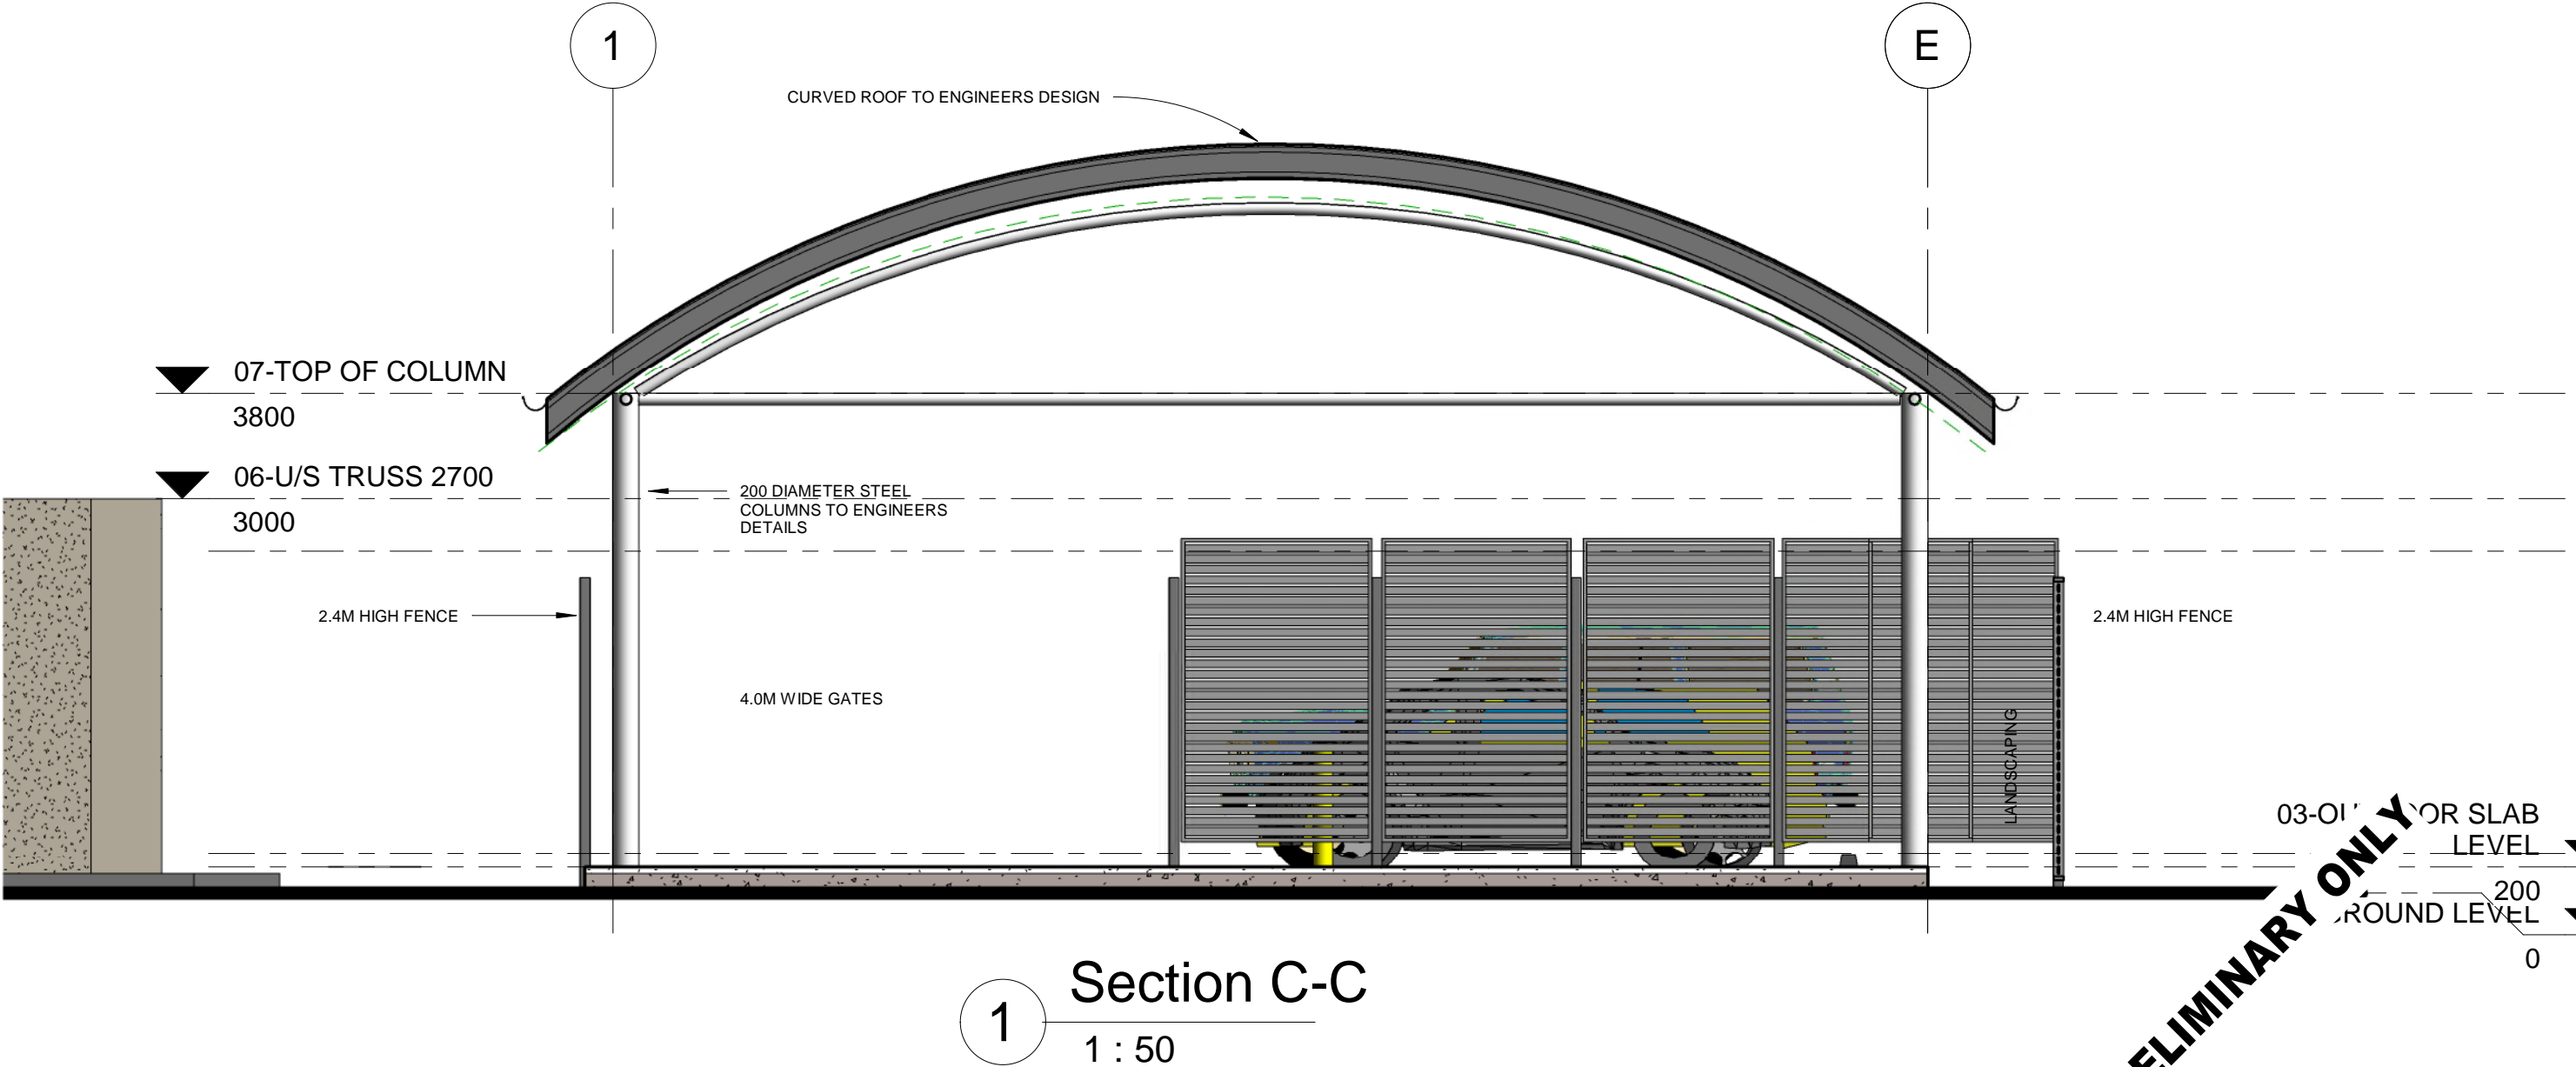 1
E
CURVED ROOF TO ENGINEERS DESIGN
07-TOP OF COLUMN
3800
06-U/S TRUSS 2700
3000
200 DIAMETER STEEL
COLUMNS TO ENGINEERS
DETAILS
2.4M HIGH FENCE
2.4M HIGH FENCE
4.0M WIDE GATES
LANDSCAPING
SLAB
LEVEL
200
LEVEL
0
ONLY
Section C-C
1
1 : 50